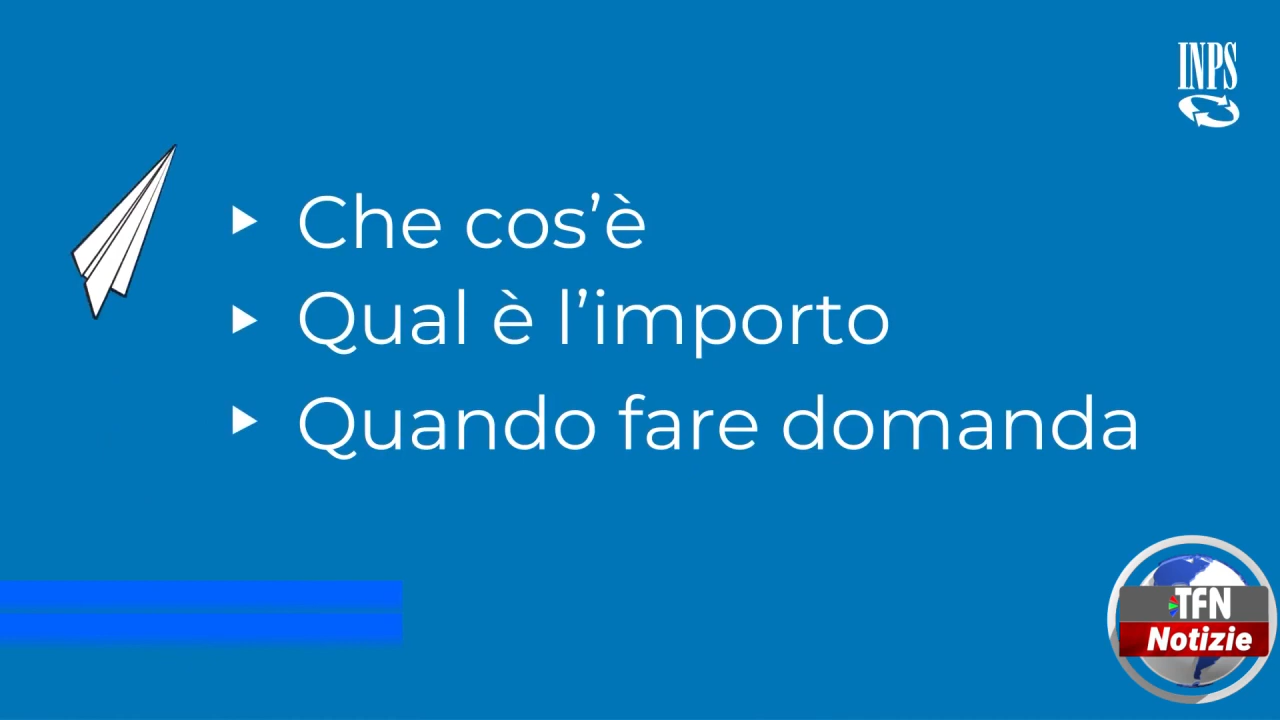 INPS
Che cos’è
Qual è l’importo
Quando fare domanda
TFN
Notizie